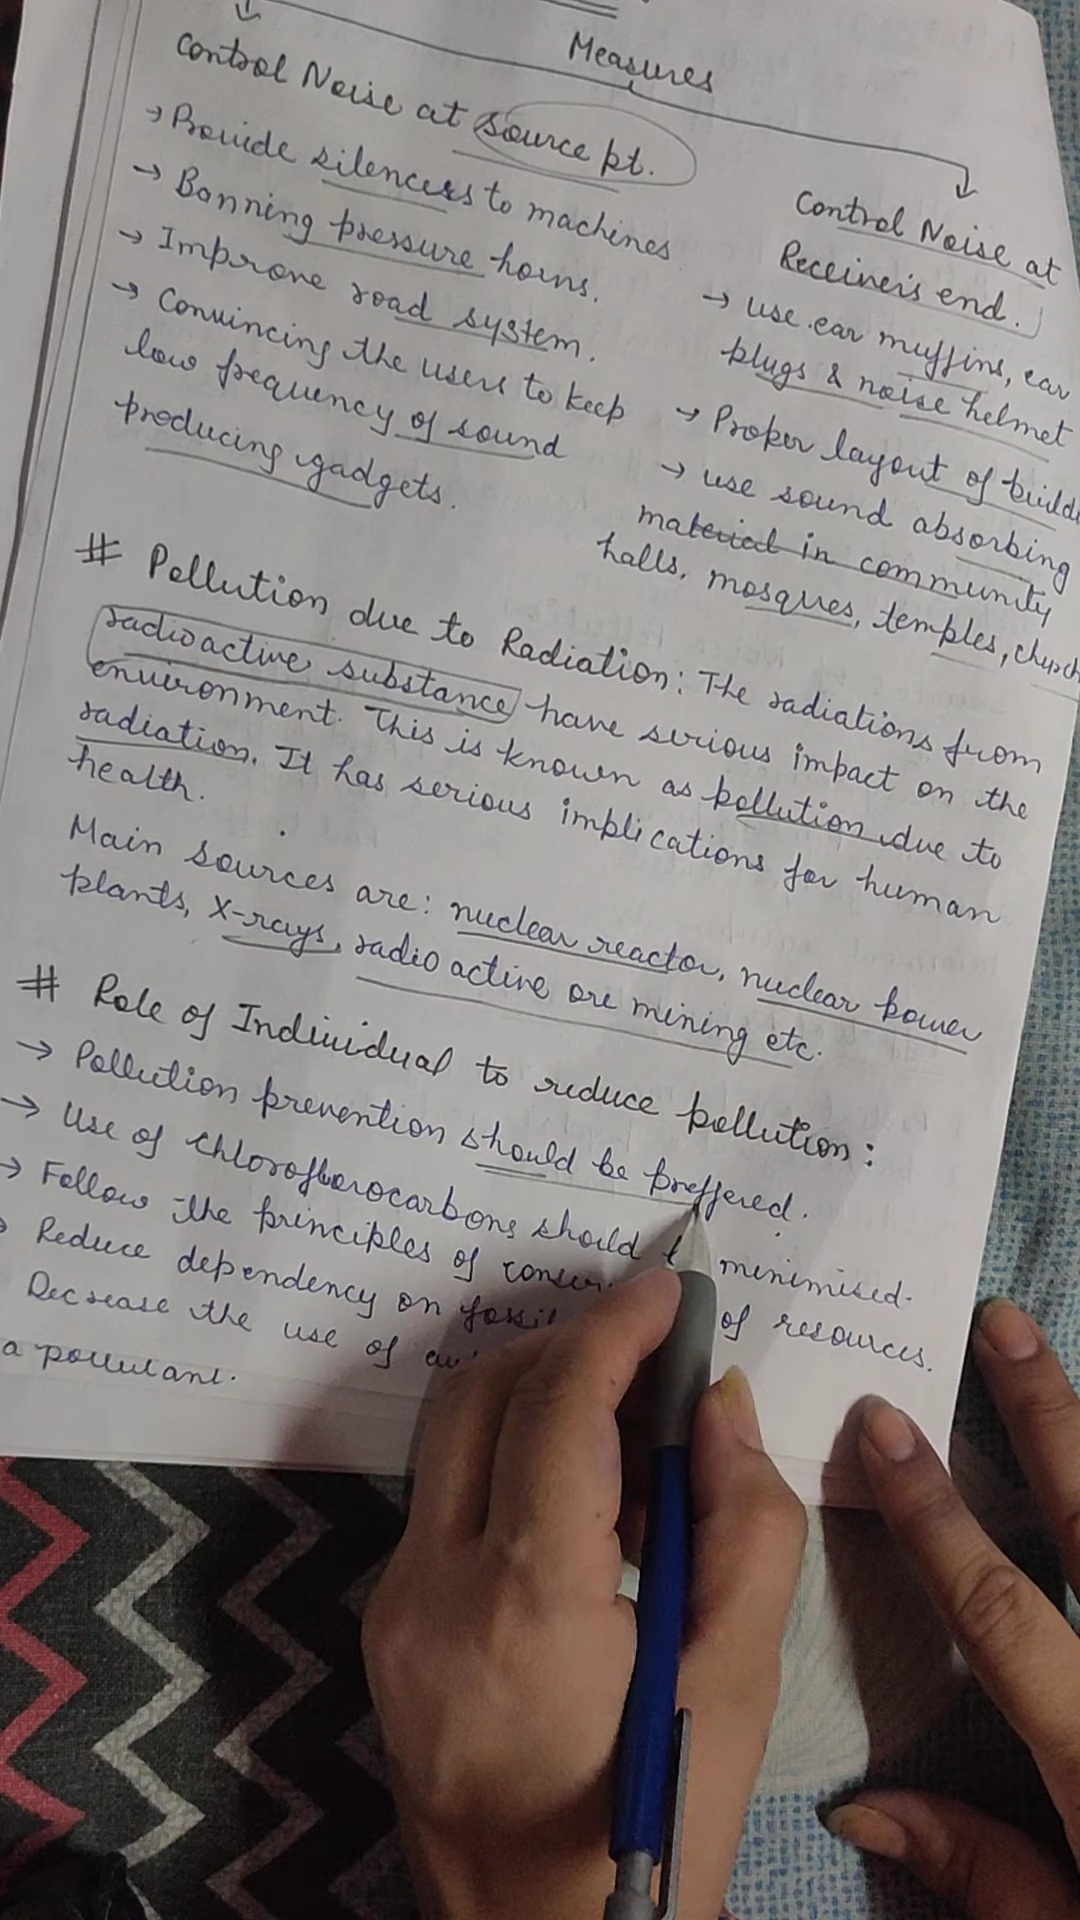 Measures
Control Noise at source pt.
→ Provide silencers to machines
→ Banning pressure horns.
→ Improve road system.
→ Convincing the users to keep
low frequency of sound
producing gadgets.
Control Noise at
Receiver's end.
→ use ear muffins, ear
plugs & noise helmet
→ Proper layout of build
→ use sound absorbing
material in community
halls, mosques, temples, church
# Pollution due to Radiation: The radiations from
radioactive substance have serious impact on the
environment. This is known as pollution due to
radiation. It has serious implications for human
health.
Main sources are: nuclear reactor, nuclear power
plants, X-rays, radio active ore mining etc.
# Role of Individual to reduce pollution:
→ Pollution prevention should be preffered.
→ Use of chlorofluorocarbons should minimised.
→ Follow the principles of of resources.
Reduce dependency on
Decrease the use of
a pollutant.